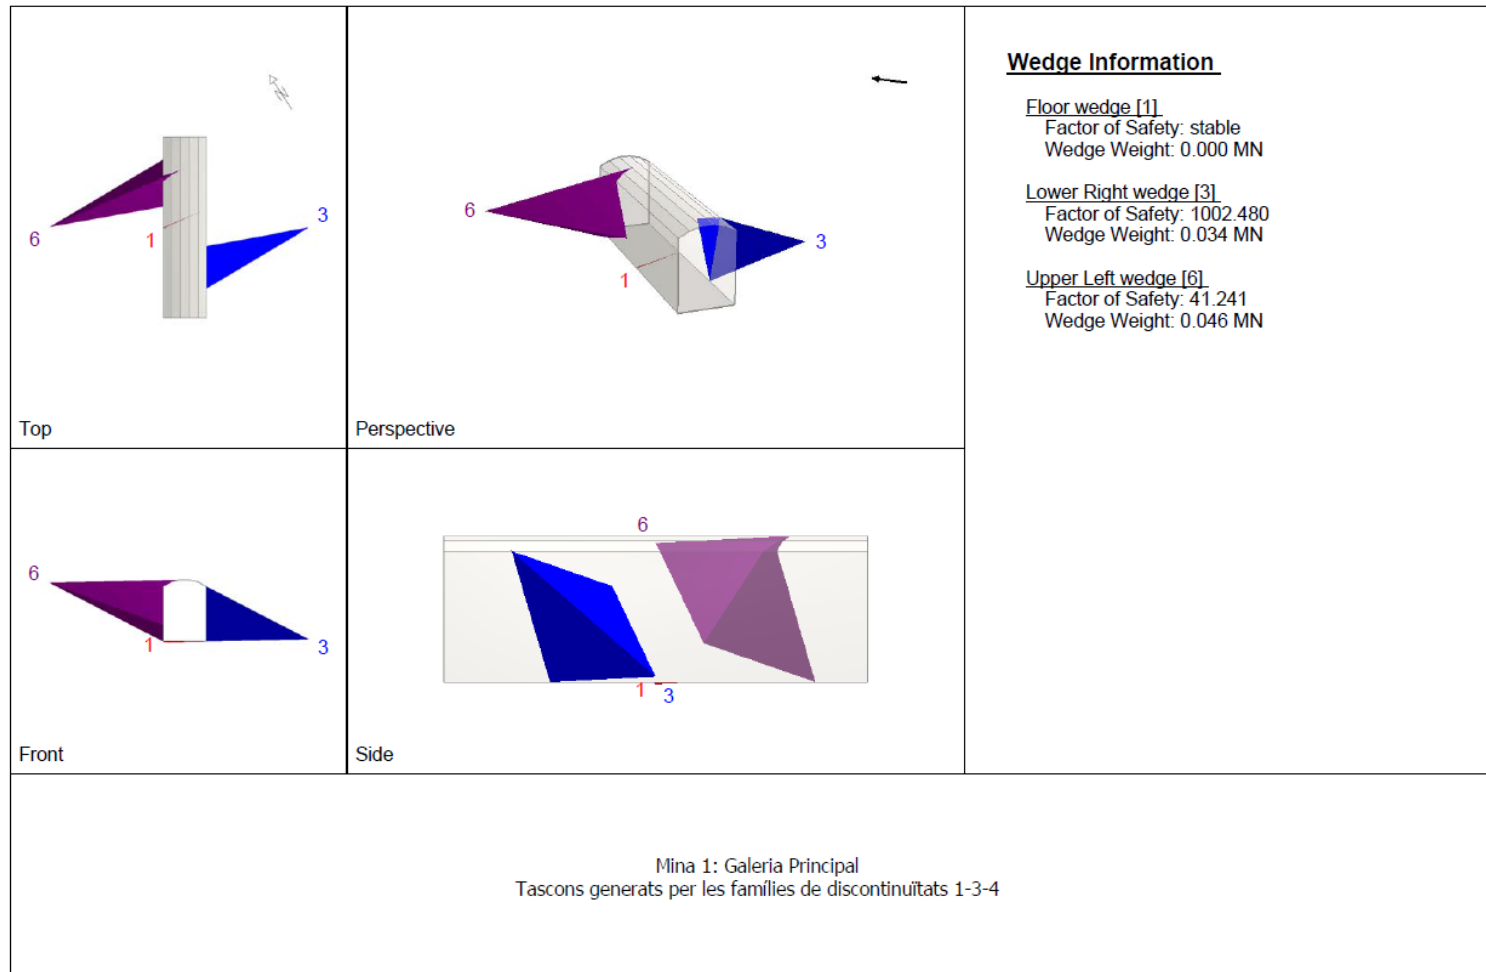 N
6
1
3
Top
6
1
3
Perspective
Wedge Information
Floor wedge [1]
Factor of Safety: stable
Wedge Weight: 0.000 MN
Lower Right wedge [3]
Factor of Safety: 1002.480
Wedge Weight: 0.034 MN
Upper Left wedge [6]
Factor of Safety: 41.241
Wedge Weight: 0.046 MN
6
1
3
Front
6
1
3
Side
Mina 1: Galeria Principal
Tascons generats per les famílies de discontinuïtats 1-3-4